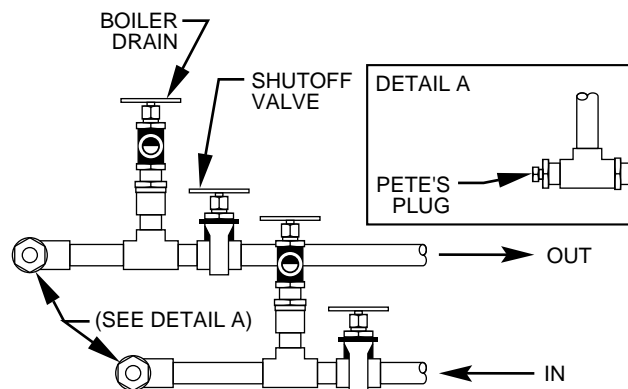 BOILER
DRAIN
SHUTOFF
VALVE
DETAIL A
PETE'S
PLUG
OUT
(SEE DETAIL A)
IN